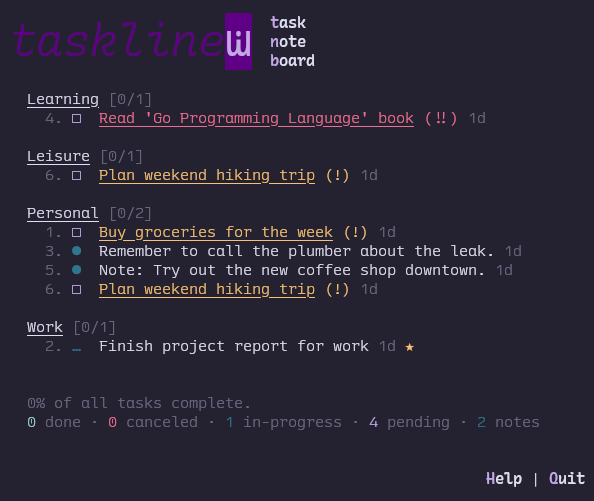 taskline
task
note
board
Learning [0/1]
4. □ Read 'Go Programming Language' book (‼) 1d
Leisure [0/1]
6. □ Plan weekend hiking trip (!) 1d
Personal [0/2]
1. □ Buy groceries for the week (!) 1d
3. ● Remember to call the plumber about the leak. 1d
5. ● Note: Try out the new coffee shop downtown. 1d
6. □ Plan weekend hiking trip (!) 1d
Work [0/1]
2. … Finish project report for work 1d ★
0% of all tasks complete.
0 done · 0 canceled · 1 in-progress · 4 pending · 2 notes
Help | Quit